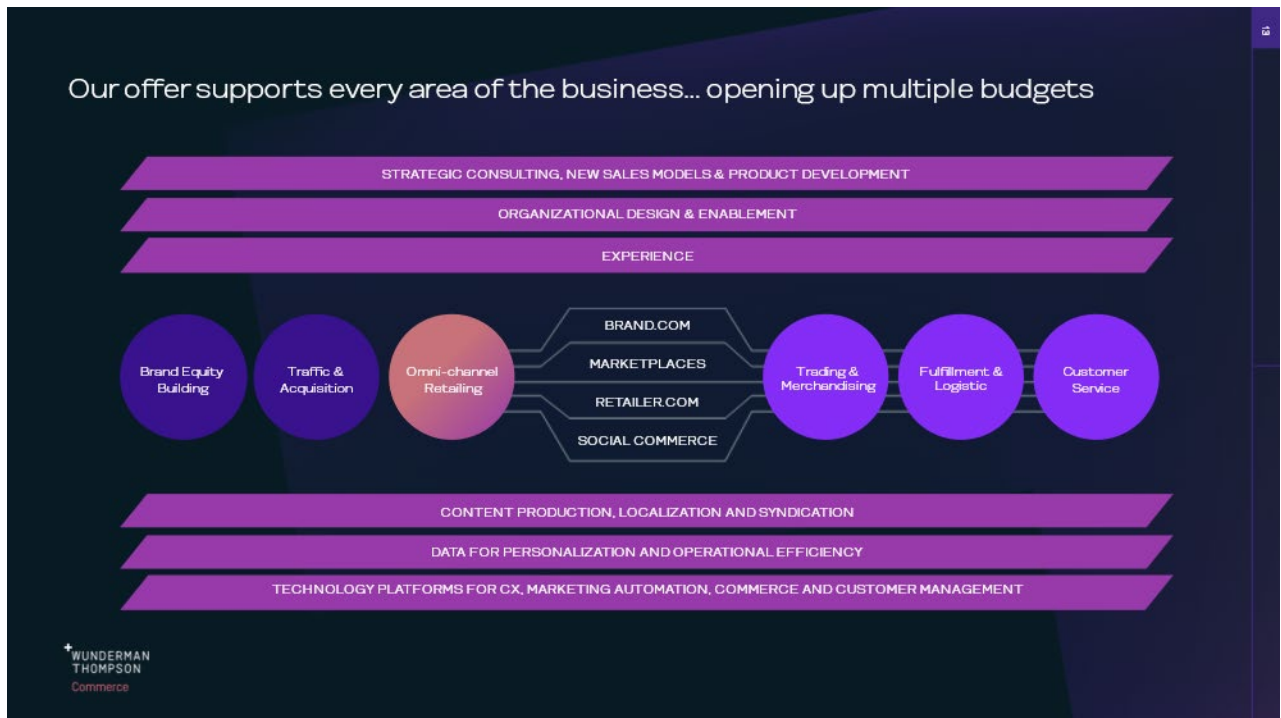 13
Our offer supports every area of the business... opening up multiple budgets
STRATEGIC CONSULTING, NEW SALES MODELS & PRODUCT DEVELOPMENT
ORGANIZATIONAL DESIGN & ENABLEMENT
EXPERIENCE
Brand Equity
Building
Traffic &
Acquisition
Omni-channel
Retailing
BRAND.COM
MARKETPLACES
RETAILER.COM
SOCIAL COMMERCE
Trading &
Merchandising
Fulfillment &
Logistic
Customer
Service
CONTENT PRODUCTION, LOCALIZATION AND SYNDICATION
DATA FOR PERSONALIZATION AND OPERATIONAL EFFICIENCY
TECHNOLOGY PLATFORMS FOR CX, MARKETING AUTOMATION, COMMERCE AND CUSTOMER MANAGEMENT
+WUNDERMAN
THOMPSON
Commerce